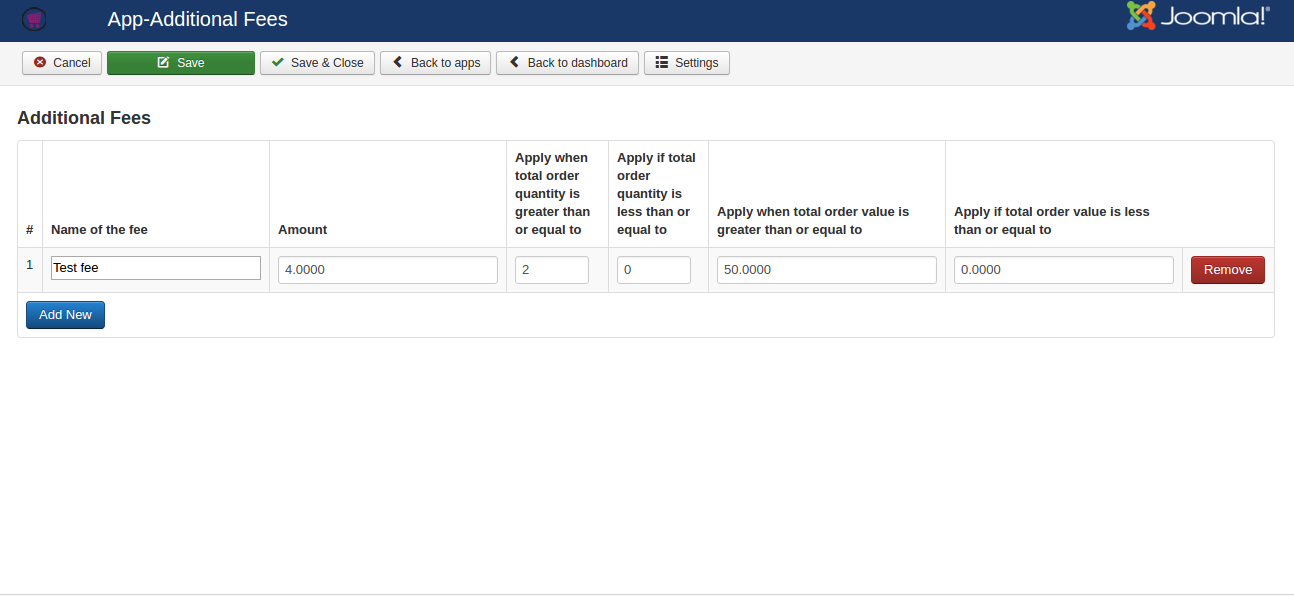 App-Additional Fees
Joomla!®
Cancel
Save
Save & Close
Back to apps
Back to dashboard
Settings
Additional Fees
#
Name of the fee
Amount
Apply when
total order
quantity is
greater than
or equal to
Apply if total
order
quantity is
less than or
equal to
Apply when total order value is
greater than or equal to
Apply if total order value is less
than or equal to
1
Test fee
4.0000
2
0
50.0000
0.0000
Remove
Add New